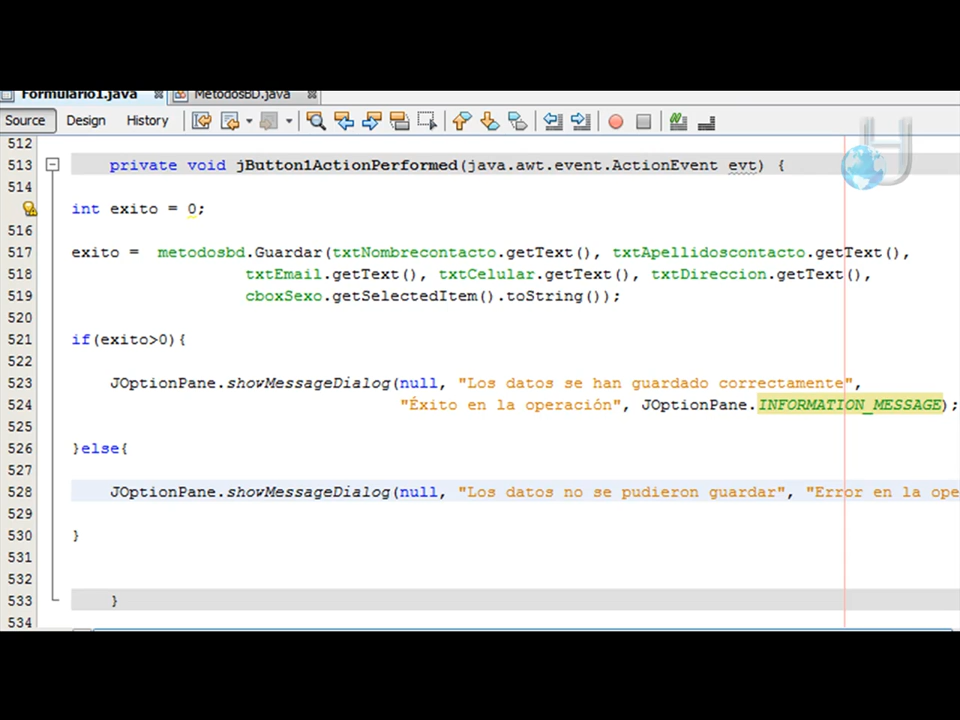 Formulario1.java MetodosBD.java
Source Design History
512
513 private void jButton1ActionPerformed(java.awt.event.ActionEvent evt) {
514
int exito = 0;
516
517 exito = metodosbd.Guardar(txtNombrecontacto.getText(), txtApellidoscontacto.getText(),
518 txtEmail.getText(), txtCelular.getText(), txtDireccion.getText(),
519 cboxSexo.getSelectedItem().toString());
520
521 if(exito>0){
522
523 JOptionPane.showMessageDialog(null, "Los datos se han guardado correctamente",
524 "Éxito en la operación", JOptionPane.INFORMATION_MESSAGE);
525
526 }else{
527
528 JOptionPane.showMessageDialog(null, "Los datos no se pudieron guardar", "Error en la ope
529
530 }
531
532
533 }
534